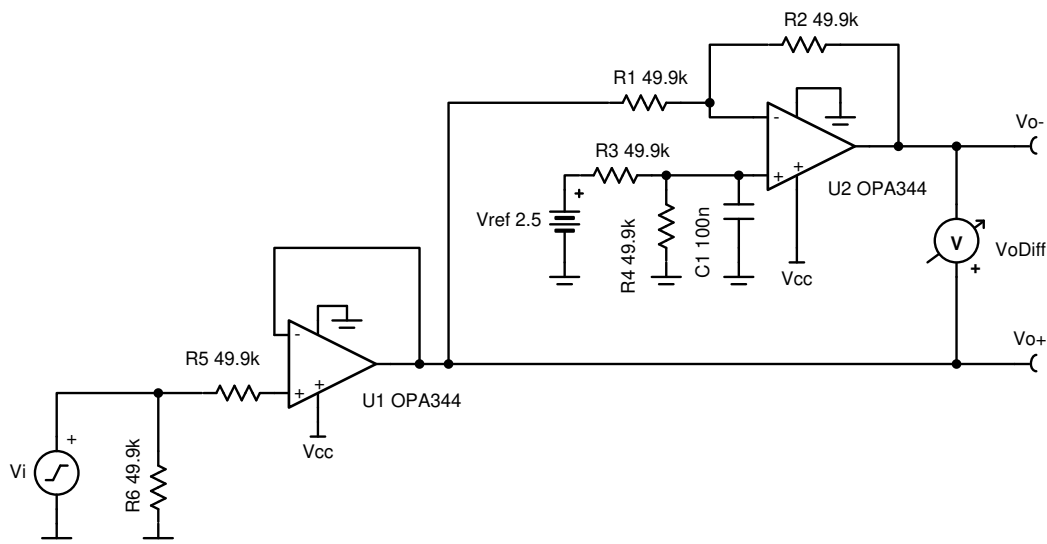 R2 49.9k
R1 49.9k
Vo-
-
+
+
R3 49.9k
U2 OPA344
+
Vref 2.5
R4 49.9k
C1 100n
Vcc
V
+
VoDiff
Vo+
-
+
+
R5 49.9k
U1 OPA344
Vcc
+
Vi
R6 49.9k